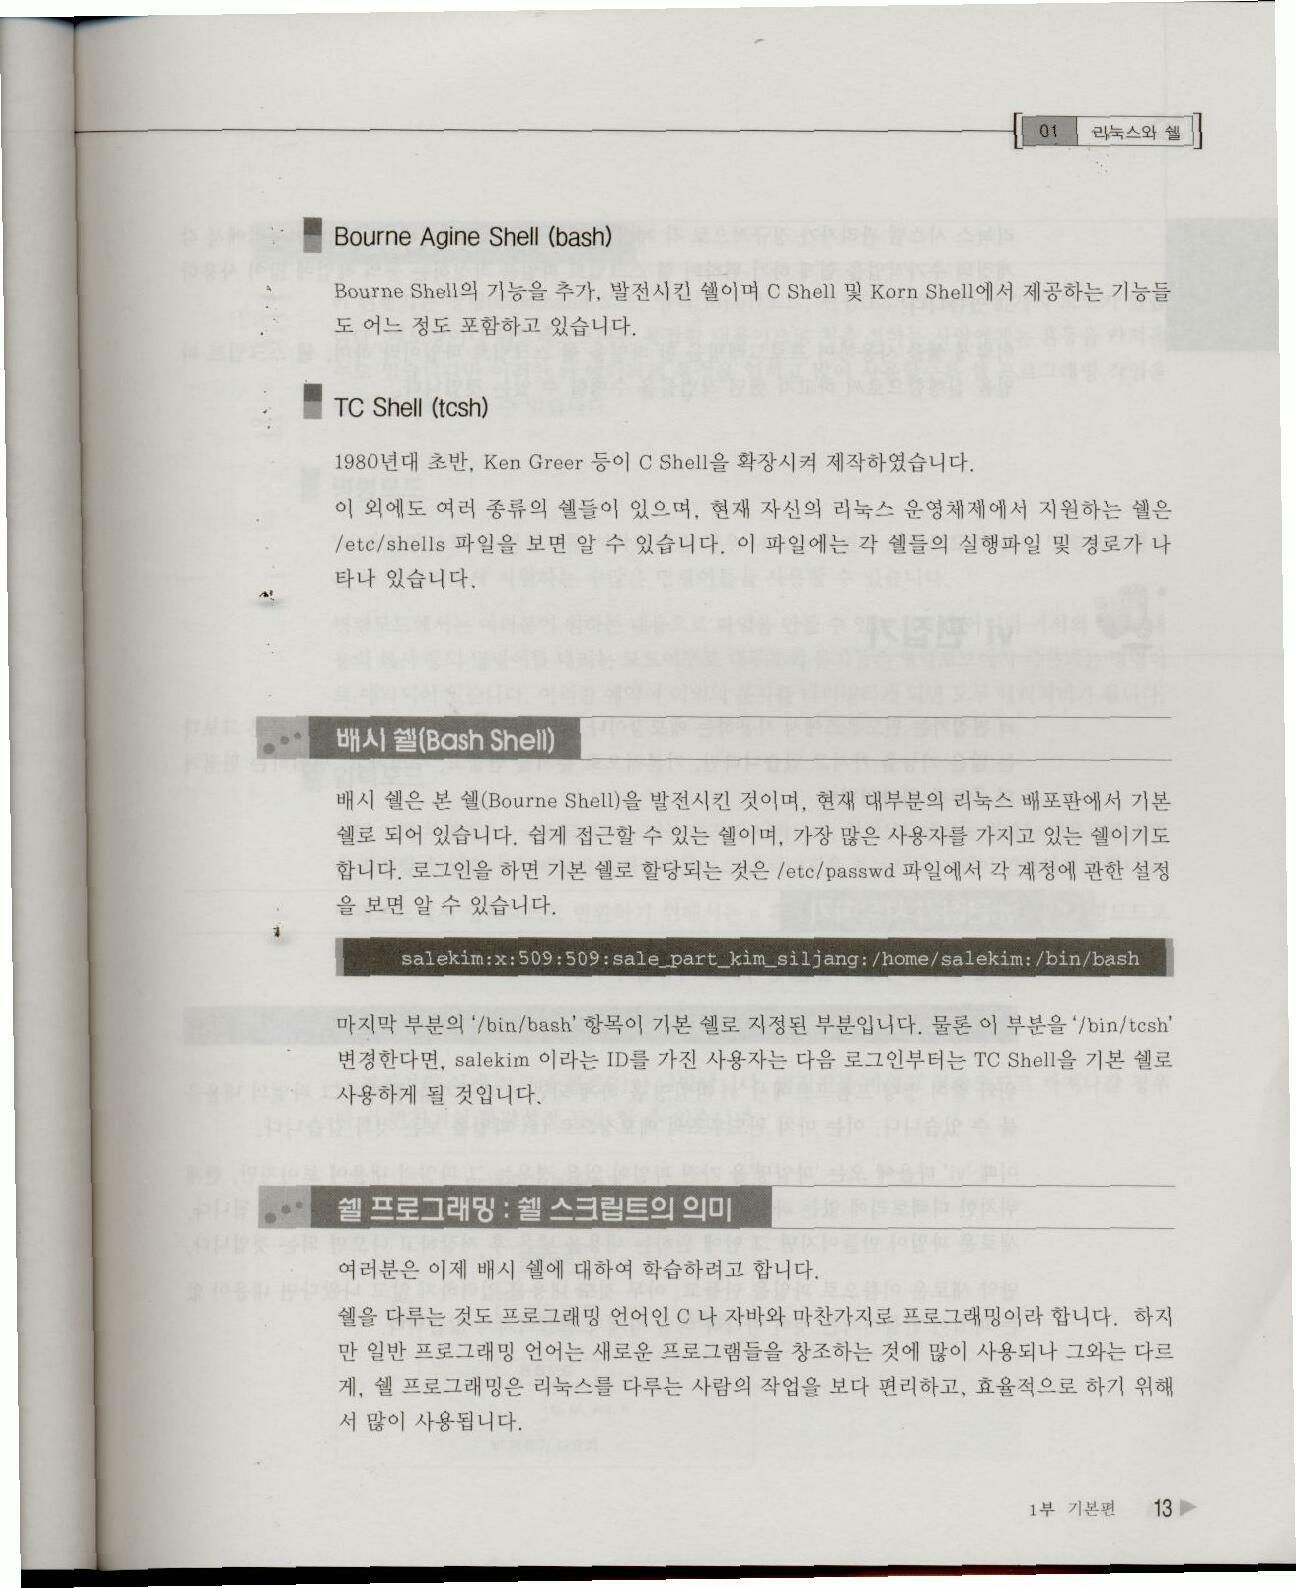 01 리눅스와 쉘
Bourne Agine Shell (bash)
Bourne Shell의 기능을 추가, 발전시킨 쉘이며 C Shell 및 Korn Shell에서 제공하는 기능들
도 어느 정도 포함하고 있습니다.
TC Shell (tcsh)
1980년대 초반, Ken Greer 등이 C Shell을 확장시켜 제작하였습니다.
이 외에도 여러 종류의 쉘들이 있으며, 현재 자신의 리눅스 운영체제에서 지원하는 쉘은
/etc/shells 파일을 보면 알 수 있습니다. 이 파일에는 각 쉘들의 실행파일 및 경로가 나
타나 있습니다.
배시 쉘(Bash Shell)
배시 쉘은 본 쉘(Bourne Shell)을 발전시킨 것이며, 현재 대부분의 리눅스 배포판에서 기본
쉘로 되어 있습니다. 쉽게 접근할 수 있는 쉘이며, 가장 많은 사용자를 가지고 있는 쉘이기도
합니다. 로그인을 하면 기본 쉘로 할당되는 것은 /etc/passwd 파일에서 각 계정에 관한 설정
을 보면 알 수 있습니다.
salekim:x:509:509:sale_part_kim_siljang:/home/salekim:/bin/bash
마지막 부분의 '/bin/bash' 항목이 기본 쉘로 지정된 부분입니다. 물론 이 부분을 '/bin/tcsh'
변경한다면, salekim 이라는 ID를 가진 사용자는 다음 로그인부터는 TC Shell을 기본 쉘로
사용하게 될 것입니다.
쉘 프로그래밍 : 쉘 스크립트의 의미
여러분은 이제 배시 쉘에 대하여 학습하려고 합니다.
쉘을 다루는 것도 프로그래밍 언어인 C 나 자바와 마찬가지로 프로그래밍이라 합니다. 하지
만 일반 프로그래밍 언어는 새로운 프로그램들을 창조하는 것에 많이 사용되나 그와는 다르
게, 쉘 프로그래밍은 리눅스를 다루는 사람의 작업을 보다 편리하고, 효율적으로 하기 위해
서 많이 사용됩니다.
1부 기본편 13